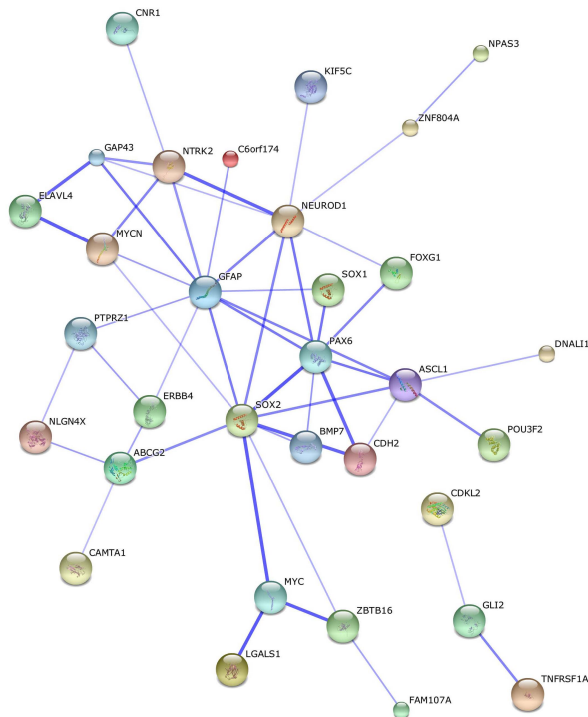 CNR1
NPAS3
KIF5C
ZNF804A
GAP43
NTRK2
C6orf174
ELAVL4
NEUROD1
MYCN
FOXG1
GFAP
SOX1
PTPRZ1
PAX6
DNALI1
ASCL1
ERBB4
SOX2
NLGN4X
BMP7
POU3F2
ABCG2
CDH2
CDKL2
CAMTA1
MYC
ZBTB16
GLI2
LGALS1
TNFRSF1A
FAM107A